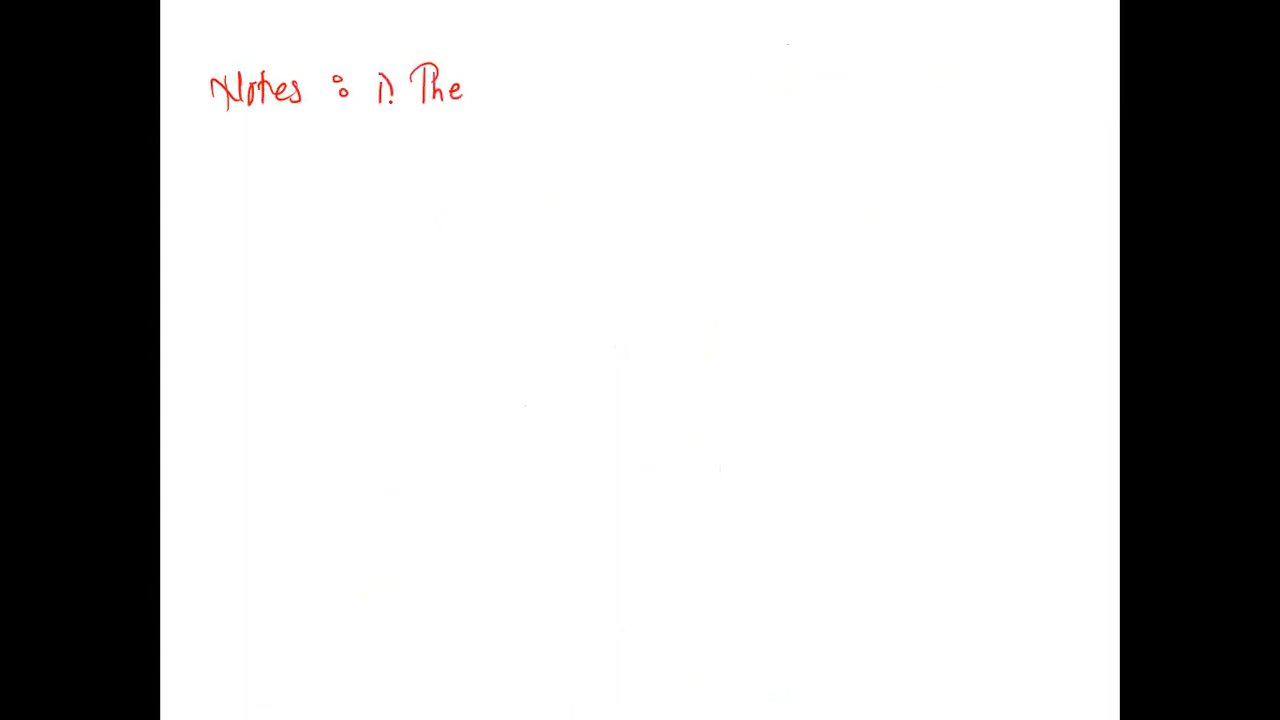 Notes : 1). The